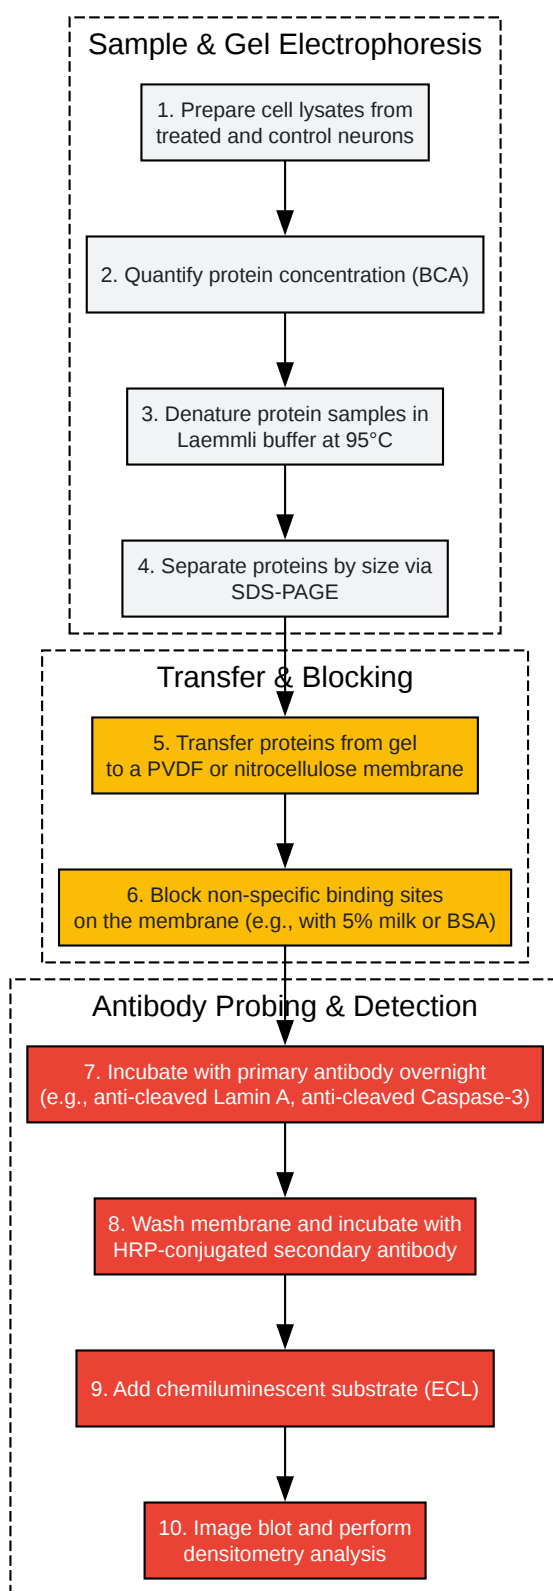 Sample & Gel Electrophoresis
1. Prepare cell lysates from
treated and control neurons
2. Quantify protein concentration (BCA)
3. Denature protein samples in
Laemmli buffer at 95°C
4. Separate proteins by size via
SDS-PAGE
Transfer & Blocking
5. Transfer proteins from gel
to a PVDF or nitrocellulose membrane
6. Block non-specific binding sites
on the membrane (e.g., with 5% milk or BSA)
Antibody Probing & Detection
7. Incubate with primary antibody overnight
(e.g., anti-cleaved Lamin A, anti-cleaved Caspase-3)
8. Wash membrane and incubate with
HRP-conjugated secondary antibody
9. Add chemiluminescent substrate (ECL)
10. Image blot and perform
densitometry analysis